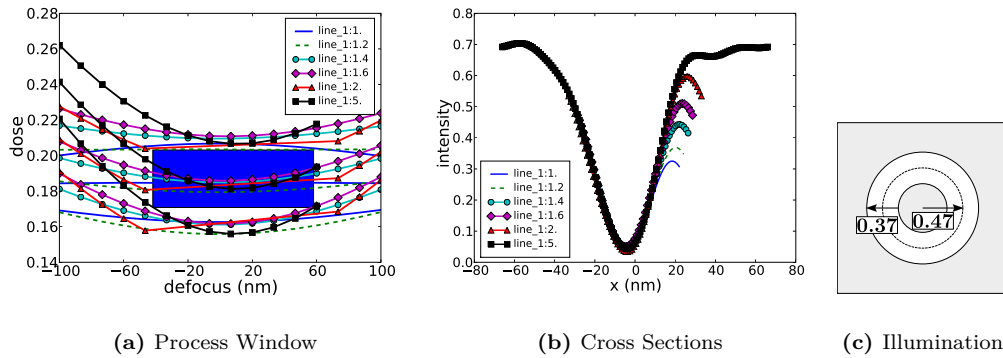 0.28
0.26
0.24
0.22
0.20
0.18
0.16
0.14
dose
−100
−60
−20
20
60
100
defocus (nm)
line_1:1.
line_1:1.2
line_1:1.4
line_1:1.6
line_1:2.
line_1:5.
(a) Process Window
0.8
0.7
0.6
0.5
0.4
0.3
0.2
0.1
0.0
intensity
−80
−60
−40
−20
0
20
40
60
80
x (nm)
line_1:1.
line_1:1.2
line_1:1.4
line_1:1.6
line_1:2.
line_1:5.
(b) Cross Sections
0.37
0.47
(c) Illumination